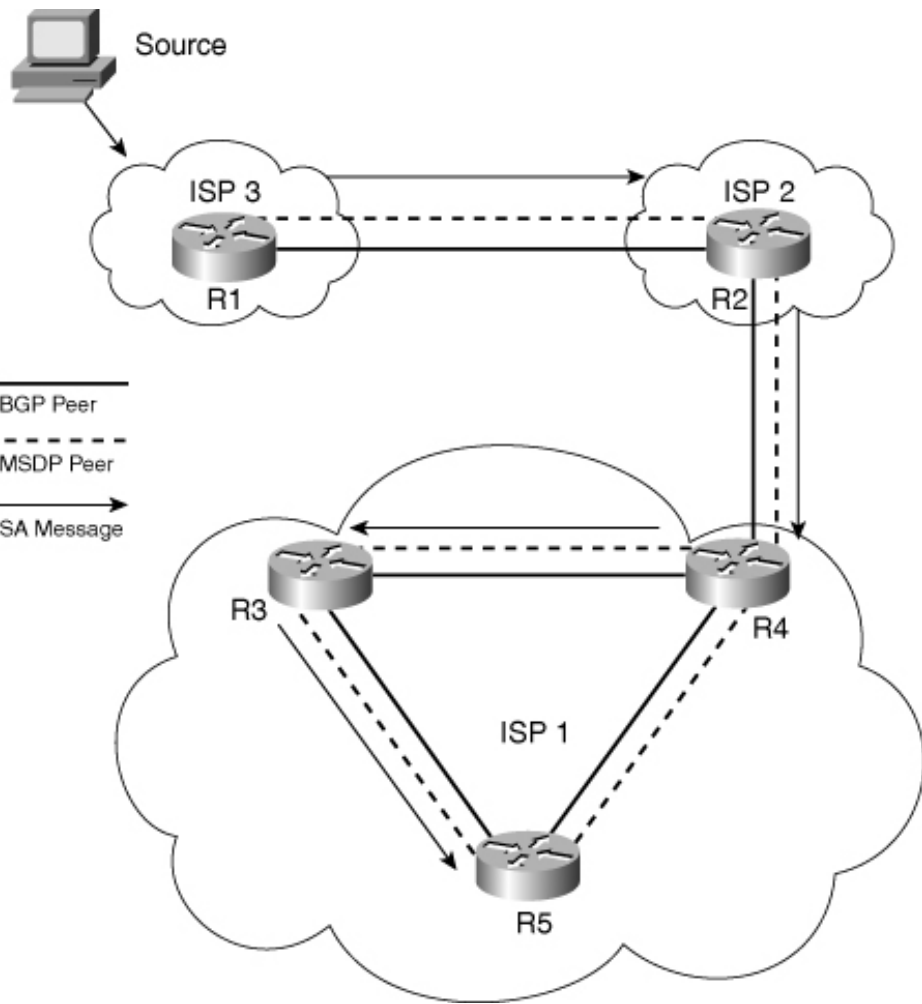 Source
ISP 3
ISP 2
R1
R2
BGP Peer
MSDP Peer
SA Message
R3
R4
ISP 1
R5